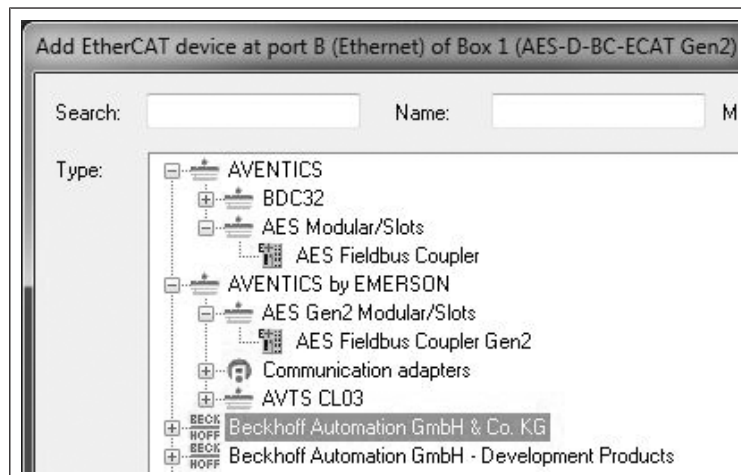 Add EtherCAT device at port B (Ethernet) of Box 1 (AES-D-BC-ECAT Gen2)
Search: Name: M
Type: AVENTICS
BDC32
AES Modular/Slots
AES Fieldbus Coupler
AVENTICS by EMERSON
AES Gen2 Modular/Slots
AES Fieldbus Coupler Gen2
Communication adapters
AVTS CL03
BECK HOFF Beckhoff Automation GmbH & Co. KG
BECK HOFF Beckhoff Automation GmbH - Development Products